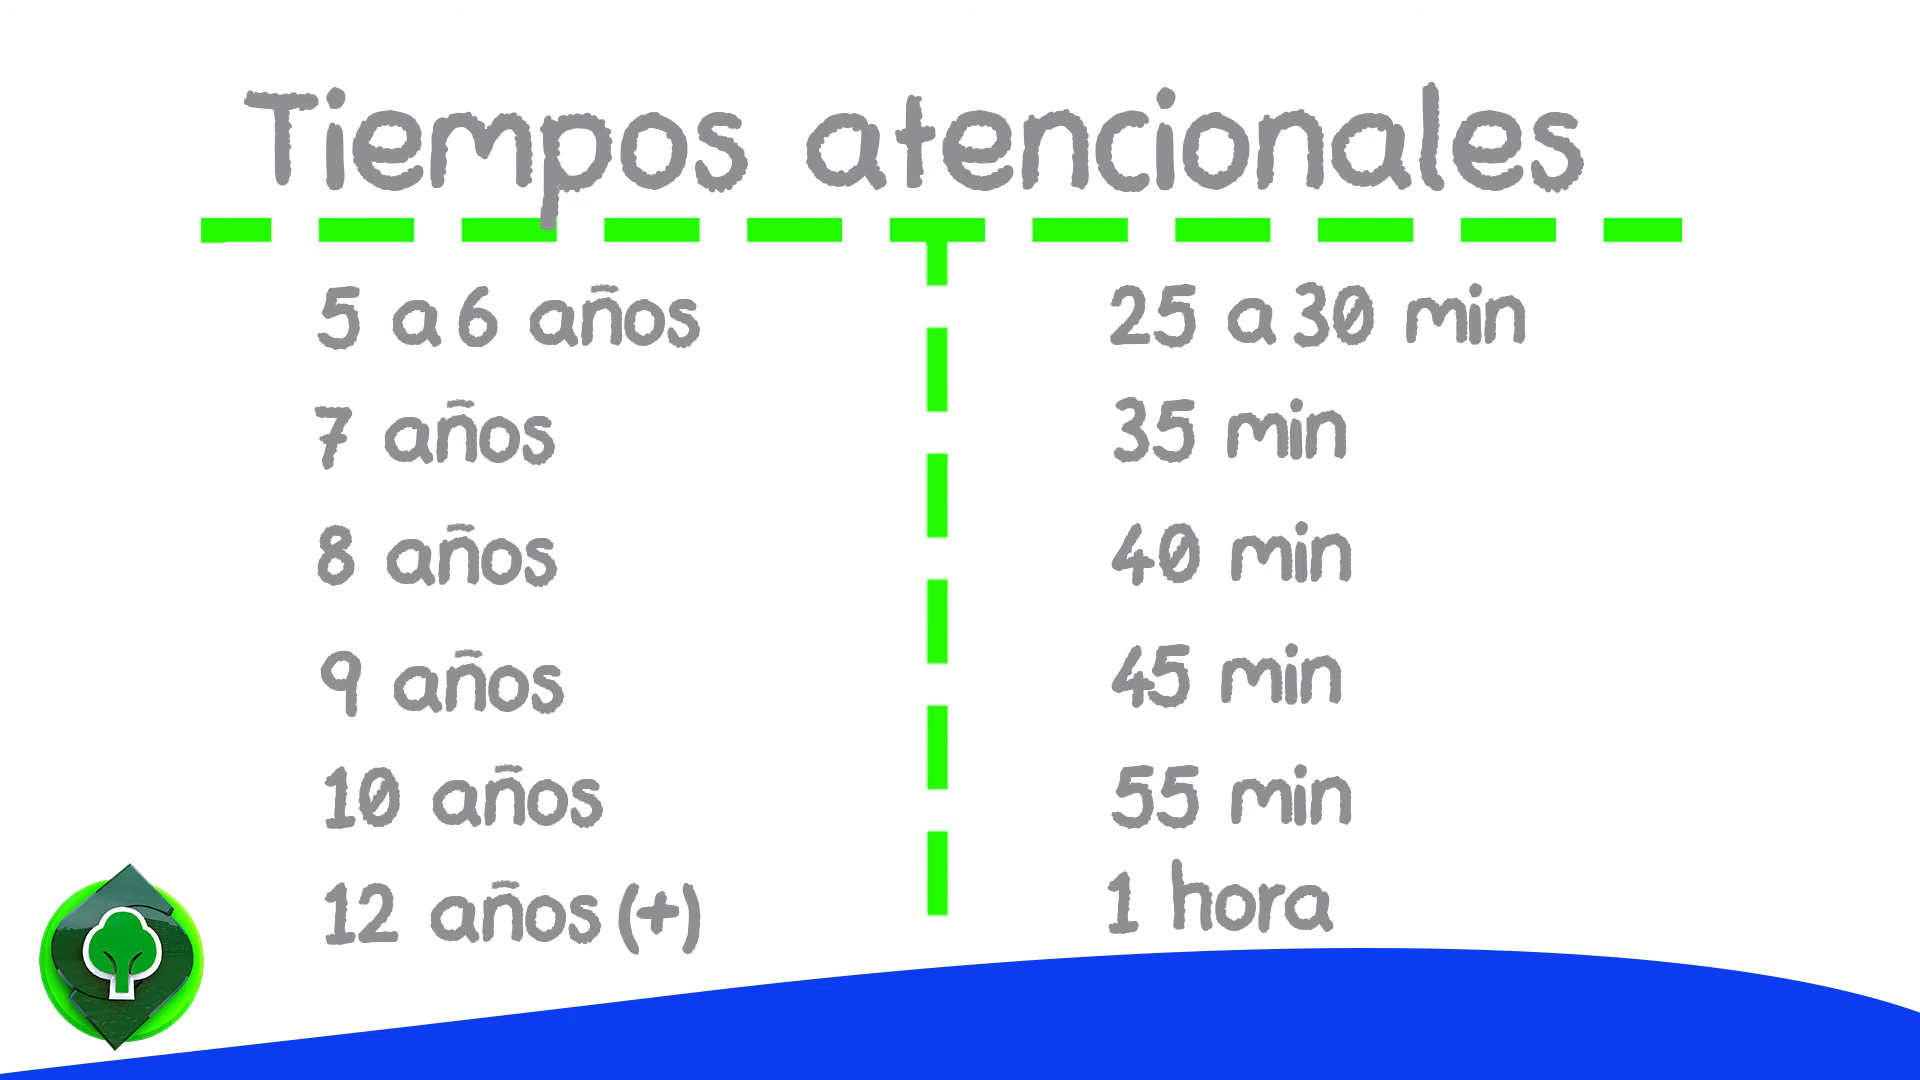 Tiempos atencionales
5 a 6 años 25 a 30 min
7 años 35 min
8 años 40 min
9 años 45 min
10 años 55 min
12 años (+) 1 hora